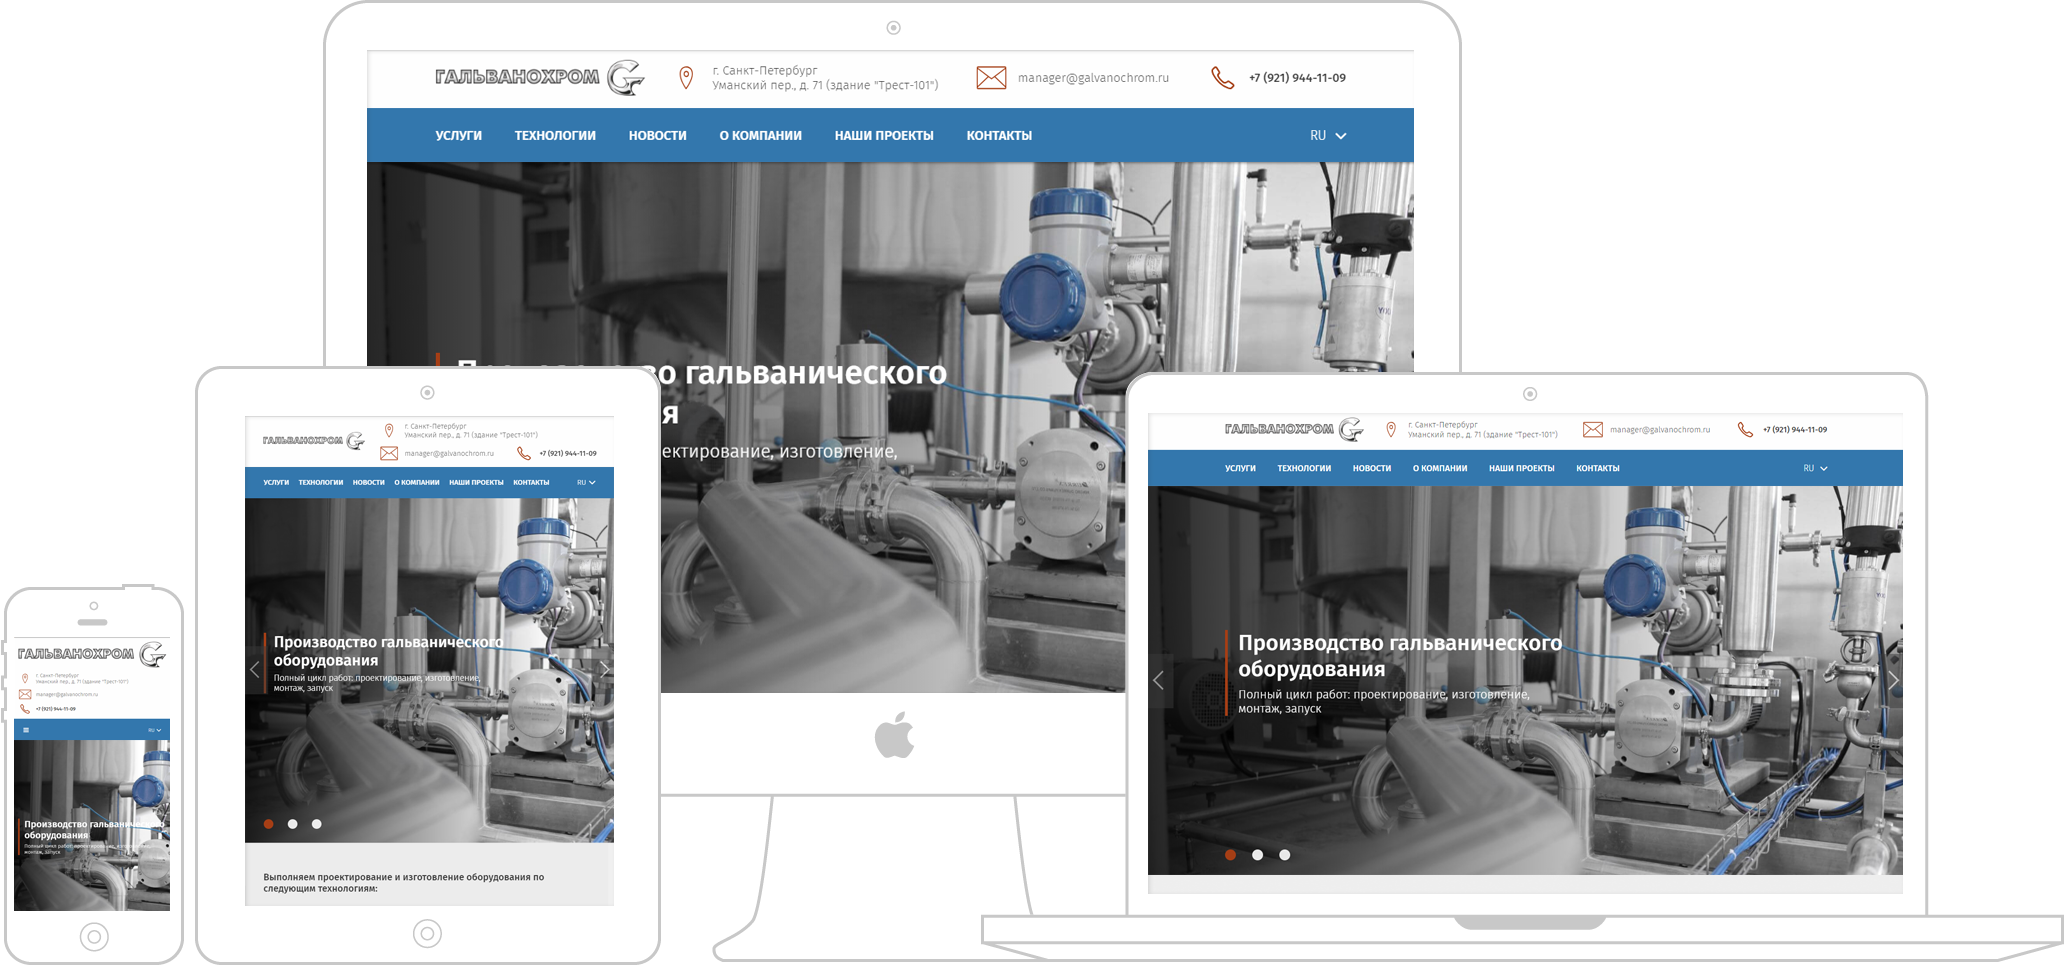 ГАЛЬВАНОХРОМ
г. Санкт-Петербург
Уманский пер., д. 71 (здание "Трест-101")
manager@galvanochrom.ru
+7 (921) 944-11-09
УСЛУГИ ТЕХНОЛОГИИ НОВОСТИ О КОМПАНИИ НАШИ ПРОЕКТЫ КОНТАКТЫ RU
о гальванического
я
ектирование, изготовление,
ГАЛЬВАНОХРОМ
г. Санкт-Петербург
Уманский пер., д. 71 (здание "Трест-101")
manager@galvanochrom.ru
+7 (921) 944-11-09
УСЛУГИ ТЕХНОЛОГИИ НОВОСТИ О КОМПАНИИ НАШИ ПРОЕКТЫ КОНТАКТЫ RU
Производство гальванического
оборудования
Полный цикл работ: проектирование, изготовление,
монтаж, запуск
Выполняем проектирование и изготовление оборудования по
следующим технологиям:
ГАЛЬВАНОХРОМ
г. Санкт-Петербург
Уманский пер., д. 71 (здание "Трест-101")
manager@galvanochrom.ru
+7 (921) 944-11-09
УСЛУГИ ТЕХНОЛОГИИ НОВОСТИ О КОМПАНИИ НАШИ ПРОЕКТЫ КОНТАКТЫ RU
Производство гальванического
оборудования
Полный цикл работ: проектирование, изготовление,
монтаж, запуск
ГАЛЬВАНОХРОМ
г. Санкт-Петербург
Уманский пер., д. 71 (здание "Трест-101")
manager@galvanochrom.ru
+7 (921) 944-11-09
RU
Производство гальванического
оборудования
Полный цикл работ: проектирование, изготовление,
монтаж, запуск